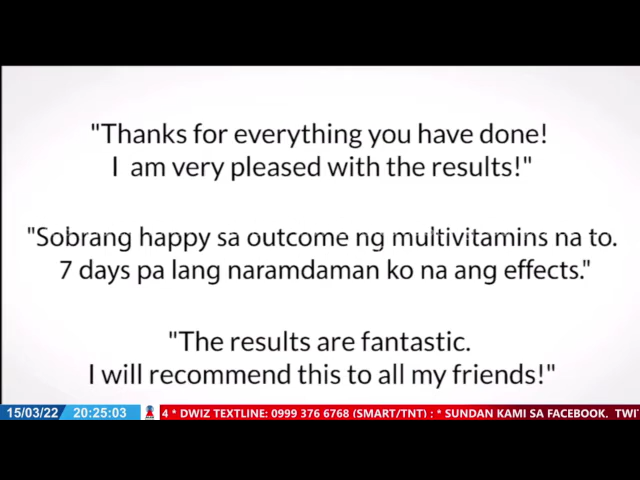 "Thanks for everything you have done!
I am very pleased with the results!"
"Sobrang happy sa outcome ng multivitamins na to.
7 days pa lang naramdaman ko na ang effects."
"The results are fantastic.
I will recommend this to all my friends!"
15/03/22 20:25:03 4 * DWIZ TEXTLINE: 0999 376 6768 (SMART/TNT) : * SUNDAN KAMI SA FACEBOOK. TWI